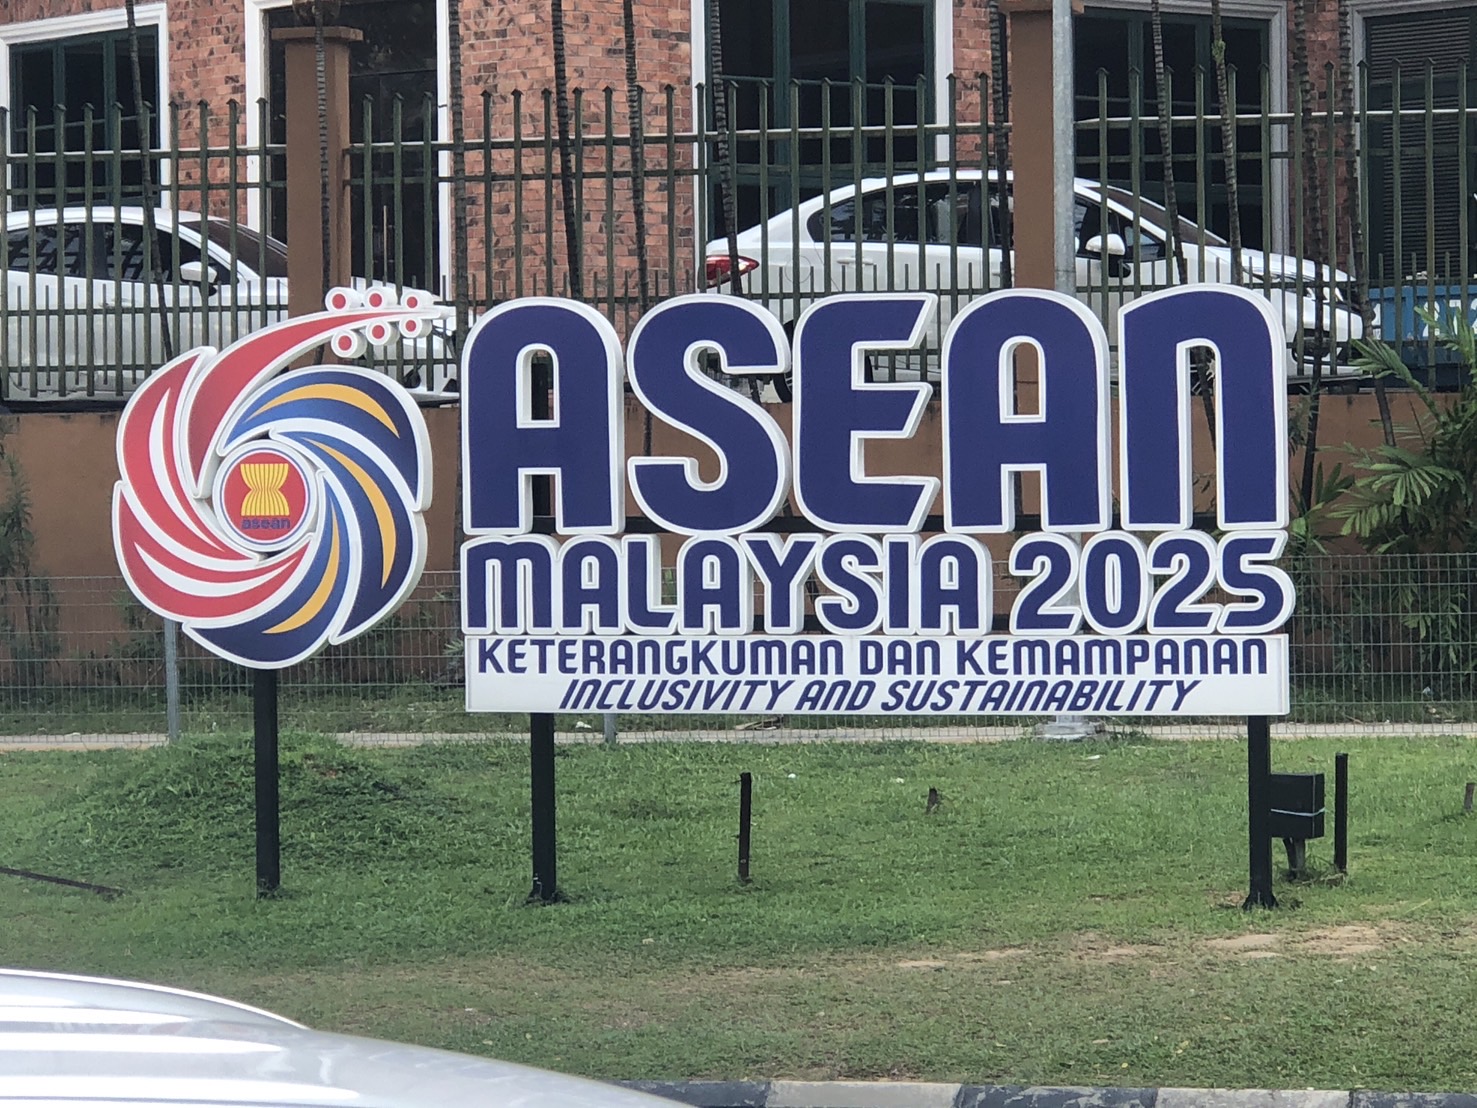 asean
ASEAN
MALAYSIA 2025
KETERANGKUMAN DAN KEMAMPANAN
INCLUSIVITY AND SUSTAINABILITY